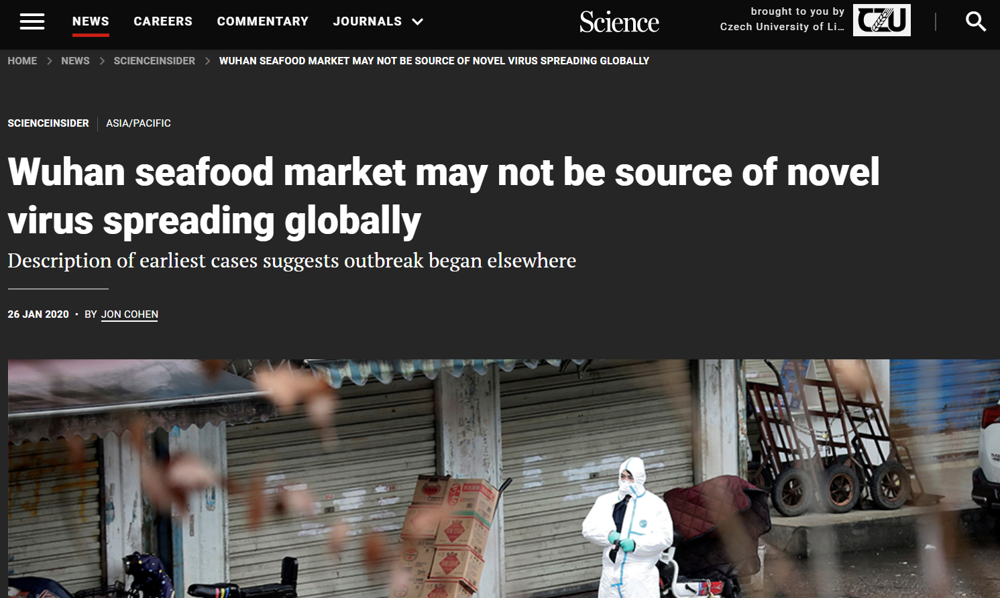 NEWS CAREERS COMMENTARY JOURNALS
Science
brought to you by
Czech University of Li...
CZU
HOME > NEWS > SCIENCEINSIDER > WUHAN SEAFOOD MARKET MAY NOT BE SOURCE OF NOVEL VIRUS SPREADING GLOBALLY
SCIENCEINSIDER | ASIA/PACIFIC
Wuhan seafood market may not be source of novel
virus spreading globally
Description of earliest cases suggests outbreak began elsewhere
26 JAN 2020 • BY JON COHEN